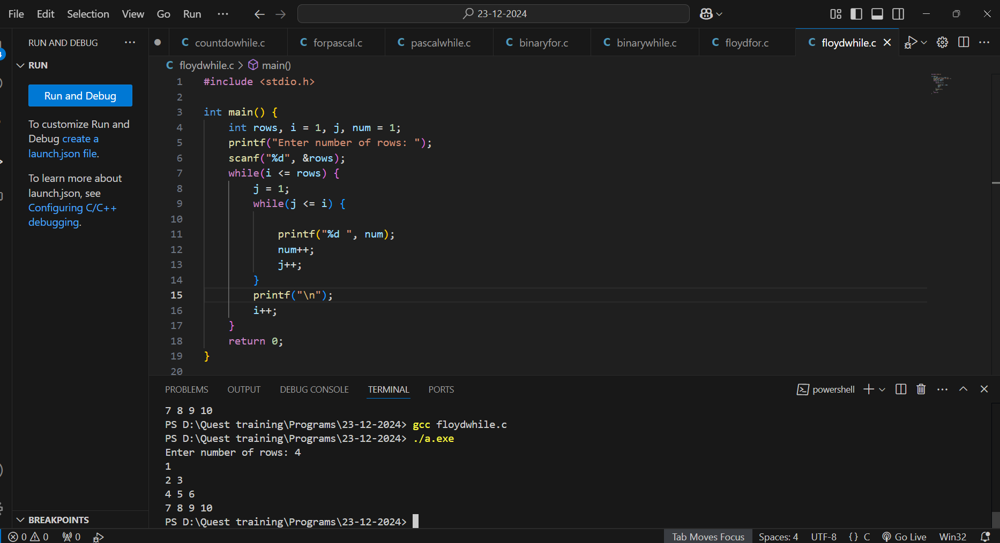 File Edit Selection View Go Run ··· 23-12-2024
RUN AND DEBUG ···
RUN
Run and Debug
To customize Run and
Debug create a
launch.json file.
To learn more about
launch.json, see
Configuring C/C++
debugging.
BREAKPOINTS
countdowhile.c forpascal.c pascalwhile.c binaryfor.c binarywhile.c floydfor.c floydwhile.c
C floydwhile.c > main()
1 #include <stdio.h>
2
3 int main() {
4 int rows, i = 1, j, num = 1;
5 printf("Enter number of rows: ");
6 scanf("%d", &rows);
7 while(i <= rows) {
8 j = 1;
9 while(j <= i) {
10
11 printf("%d ", num);
12 num++;
13 j++;
14 }
15 printf("\n");
16 i++;
17 }
18 return 0;
19 }
20
PROBLEMS OUTPUT DEBUG CONSOLE TERMINAL PORTS powershell
7 8 9 10
PS D:\Quest training\Programs\23-12-2024> gcc floydwhile.c
PS D:\Quest training\Programs\23-12-2024> ./a.exe
Enter number of rows: 4
1
2 3
4 5 6
7 8 9 10
PS D:\Quest training\Programs\23-12-2024>
0 0 0 Tab Moves Focus Spaces: 4 UTF-8 {} C Go Live Win32